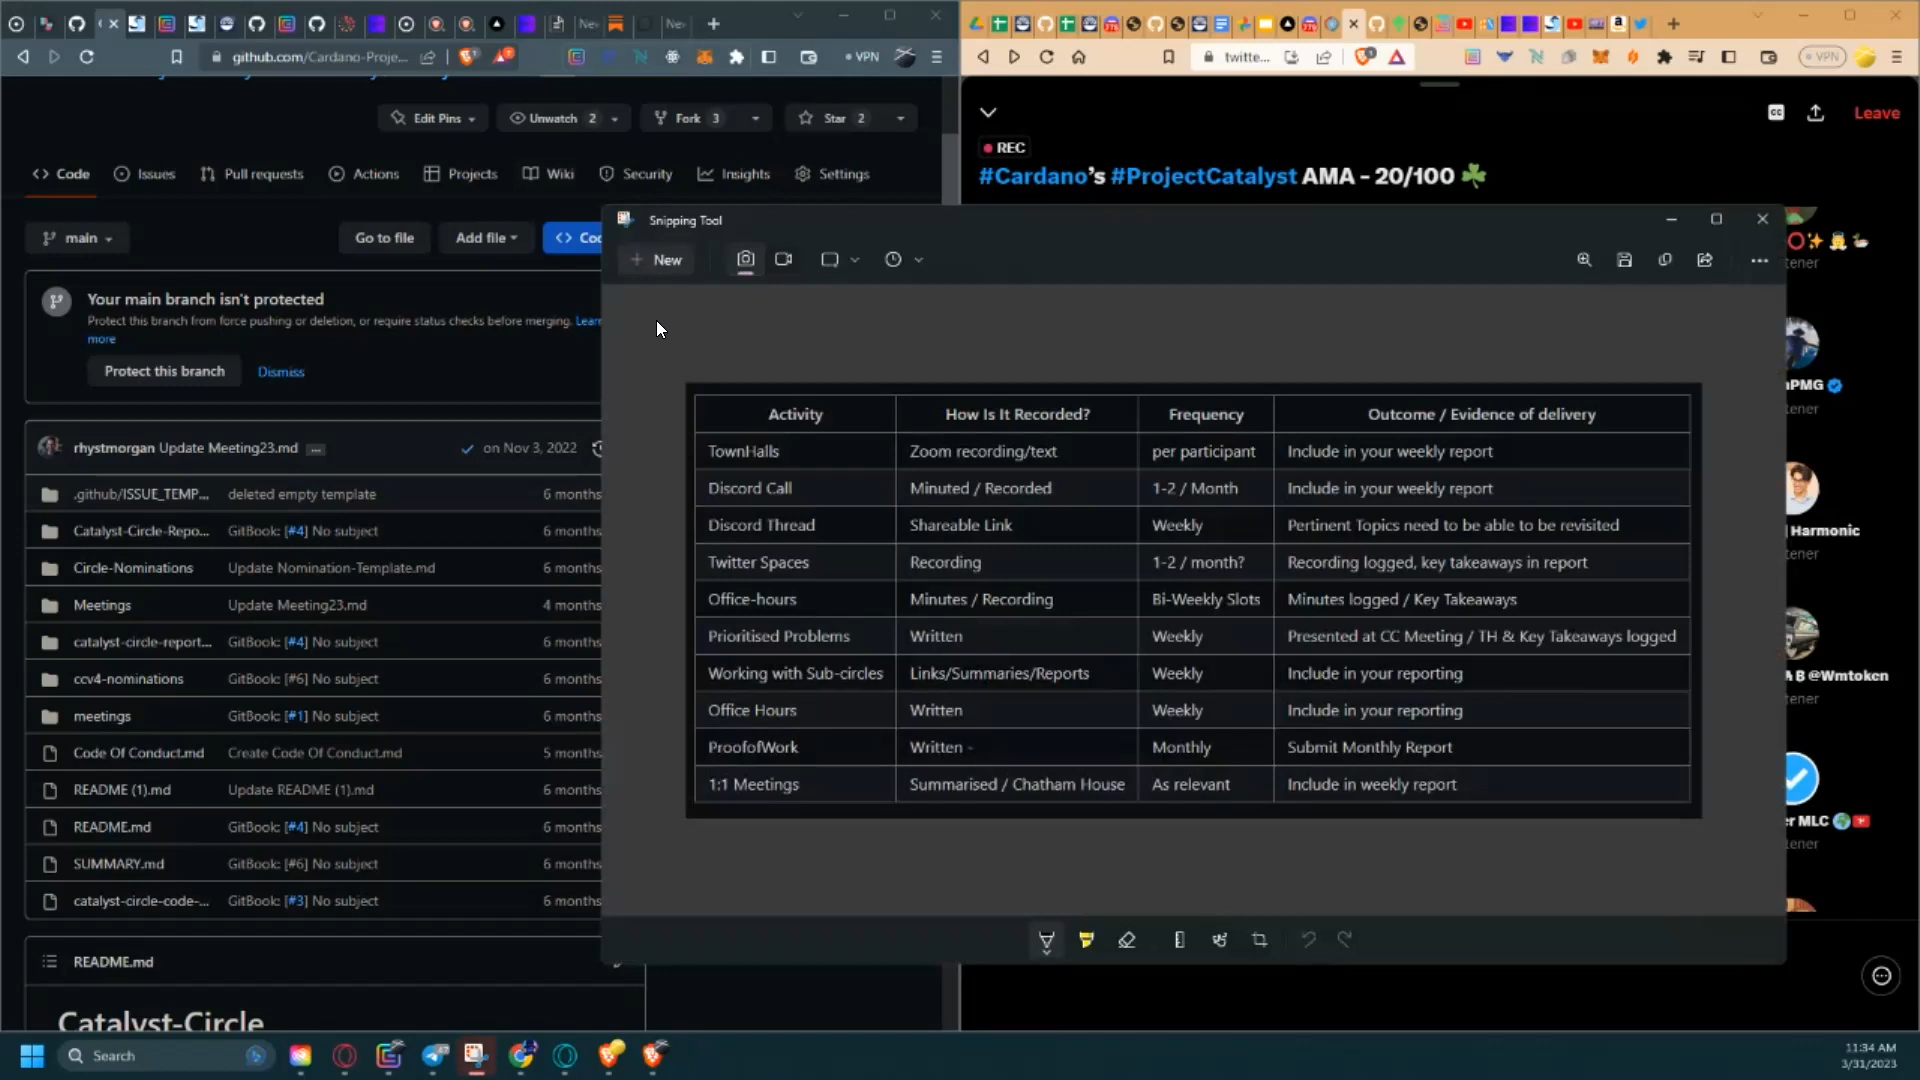 github.com/Cardano-Proje...
VPN
twitte...
VPN
Edit Pins
Unwatch 2
Fork 3
Star 2
Code
Issues
Pull requests
Actions
Projects
Wiki
Security
Insights
Settings
main
Go to file
Add file
Your main branch isn't protected
Protect this branch from force pushing or deletion, or require status checks before merging. Learn
more
Protect this branch
Dismiss
rhystmorgan Update Meeting23.md
on Nov 3, 2022
.github/ISSUE_TEMP... deleted empty template 6 months
Catalyst-Circle-Repo... GitBook: [#4] No subject 6 months
Circle-Nominations Update Nomination-Template.md 6 months
Meetings Update Meeting23.md 4 months
catalyst-circle-report... GitBook: [#4] No subject 6 months
ccv4-nominations GitBook: [#6] No subject 6 months
meetings GitBook: [#1] No subject 6 months
Code Of Conduct.md Create Code Of Conduct.md 5 months
README (1).md Update README (1).md 6 months
README.md GitBook: [#4] No subject 6 months
SUMMARY.md GitBook: [#6] No subject 6 months
catalyst-circle-code-... GitBook: [#3] No subject 6 months
README.md
Catalyst-Circle
Leave
REC
#Cardano's #ProjectCatalyst AMA - 20/100 ☘️
Snipping Tool
New
Activity How Is It Recorded? Frequency Outcome / Evidence of delivery
TownHalls Zoom recording/text per participant Include in your weekly report
Discord Call Minuted / Recorded 1-2 / Month Include in your weekly report
Discord Thread Shareable Link Weekly Pertinent Topics need to be able to be revisited
Twitter Spaces Recording 1-2 / month? Recording logged, key takeaways in report
Office-hours Minutes / Recording Bi-Weekly Slots Minutes logged / Key Takeaways
Prioritised Problems Written Weekly Presented at CC Meeting / TH & Key Takeaways logged
Working with Sub-circles Links/Summaries/Reports Weekly Include in your reporting
Office Hours Written Weekly Include in your reporting
ProofofWork Written - Monthly Submit Monthly Report
1:1 Meetings Summarised / Chatham House As relevant Include in weekly report
tener
PMG
tener
Harmonic
tener
B @Wmtoken
tener
r MLC
tener
Search
11:34 AM
3/31/2023